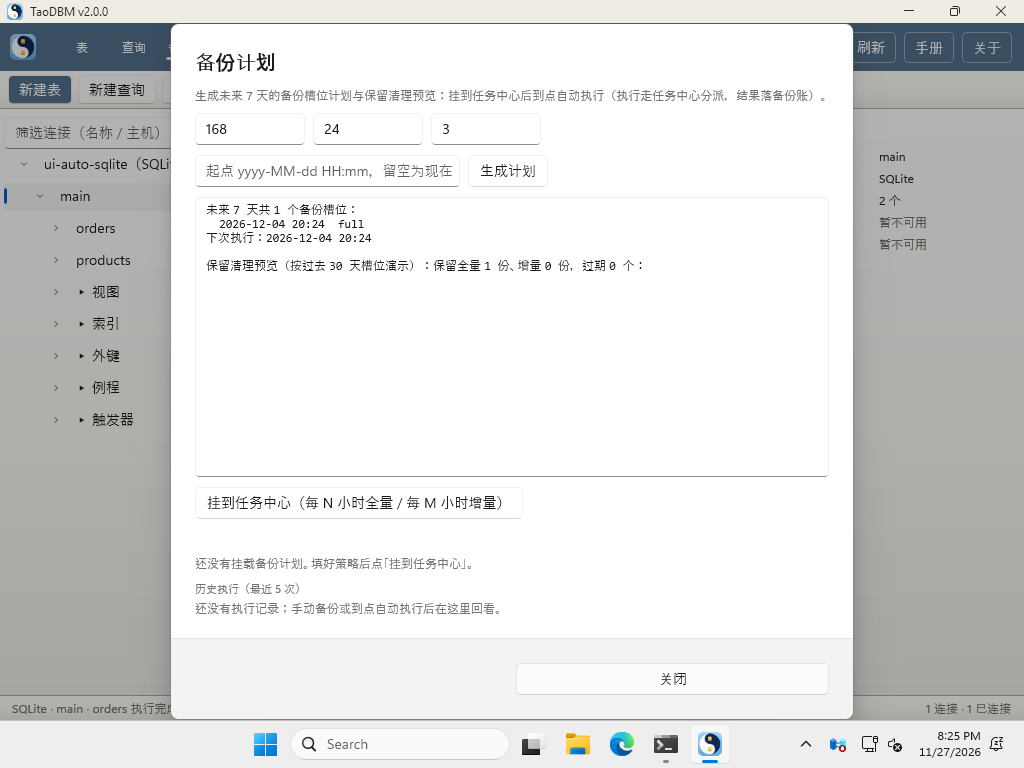 TaoDBM v2.0.0
表
查询
刷新
手册
关于
新建表
新建查询
筛选连接（名称 / 主机）
ui-auto-sqlite（SQLit
main
orders
products
▸ 视图
▸ 索引
▸ 外键
▸ 例程
▸ 触发器
备份计划
生成未来 7 天的备份槽位计划与保留清理预览；挂到任务中心后到点自动执行（执行走任务中心分派，结果落备份账）。
168
24
3
起点 yyyy-MM-dd HH:mm，留空为现在
生成计划
未来 7 天共 1 个备份槽位：
2026-12-04 20:24 full
下次执行：2026-12-04 20:24
保留清理预览（按过去 30 天槽位演示）：保留全量 1 份、增量 0 份，过期 0 个：
挂到任务中心（每 N 小时全量 / 每 M 小时增量）
还没有挂载备份计划。填好策略后点「挂到任务中心」。
历史执行（最近 5 次）
还没有执行记录；手动备份或到点自动执行后在这里回看。
关闭
main
SQLite
2 个
暂不可用
暂不可用
SQLite · main · orders 执行完
1 连接 · 1 已连接
Search
8:25 PM
11/27/2026